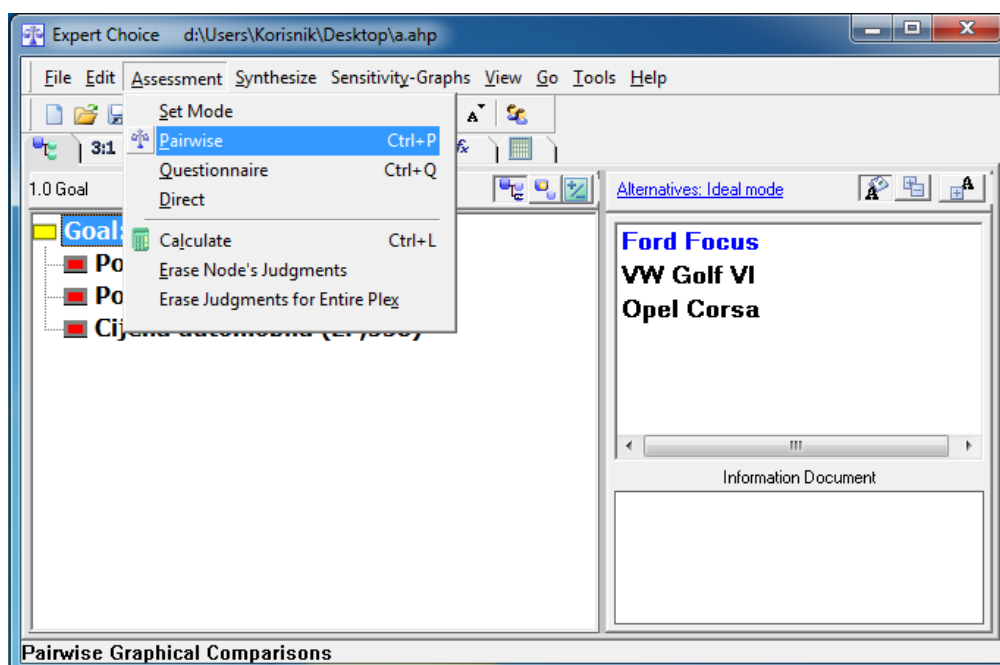 Expert Choice d:\Users\Korisnik\Desktop\a.ahp
File Edit Assessment Synthesize Sensitivity-Graphs View Go Tools Help
Set Mode
Pairwise Ctrl+P
Questionnaire Ctrl+Q
Direct
Calculate Ctrl+L
Erase Node's Judgments
Erase Judgments for Entire Plex
3:1
1.0 Goal
Goal:
Po
Po
Alternatives: Ideal mode
Ford Focus
VW Golf VI
Opel Corsa
Information Document
Pairwise Graphical Comparisons